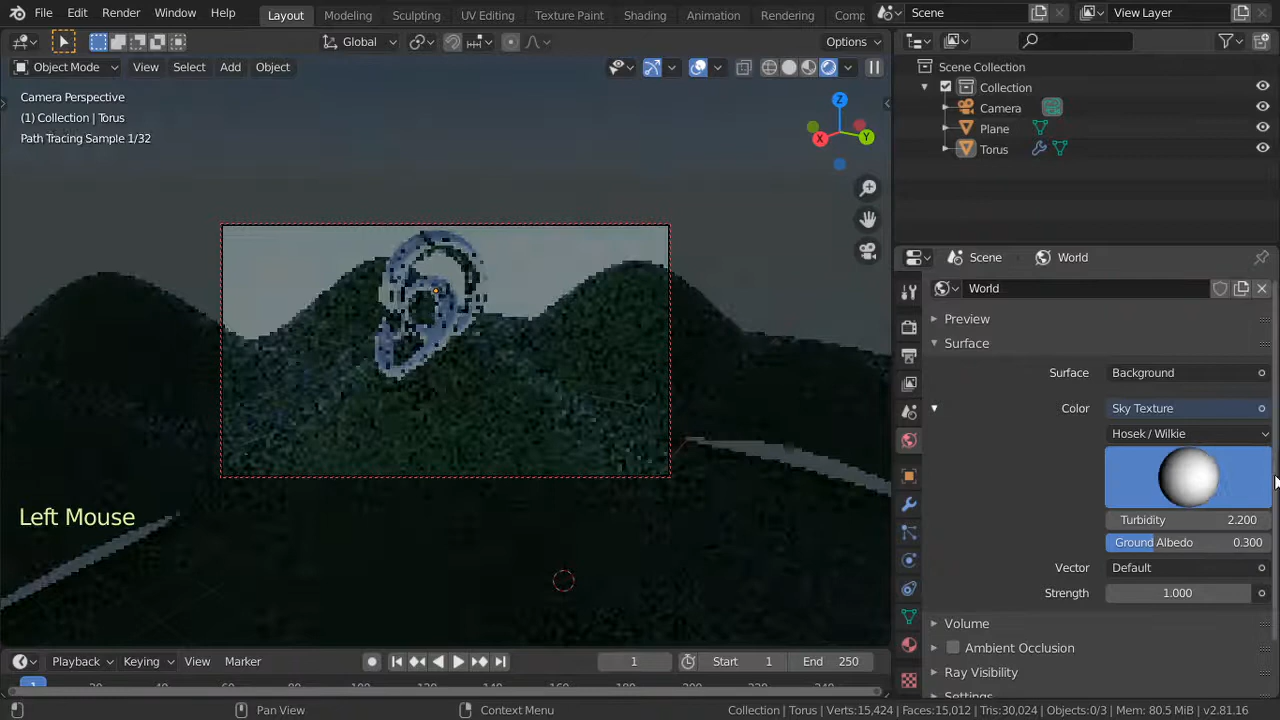 File Edit Render Window Help Layout Modeling Sculpting UV Editing Texture Paint Shading Animation Rendering Comp Scene View Layer
Global Options
Object Mode View Select Add Object
Scene Collection
Camera Perspective
(1) Collection | Torus
Path Tracing Sample 1/32
Z
X
Y
Collection
Camera
Plane
Torus
Scene World
World
Preview
Surface
Surface Background
Color Sky Texture
Hosek / Wilkie
Turbidity 2.200
Ground Albedo 0.300
Vector Default
Strength 1.000
Volume
Ambient Occlusion
Ray Visibility
Settings
Left Mouse
Playback Keying View Marker 1 Start 1 End 250
1
Pan View Context Menu Collection | Torus | Verts:15,424 | Faces:15,012 | Tris:30,024 | Objects:0/3 | Mem: 80.5 MiB | v2.81.16